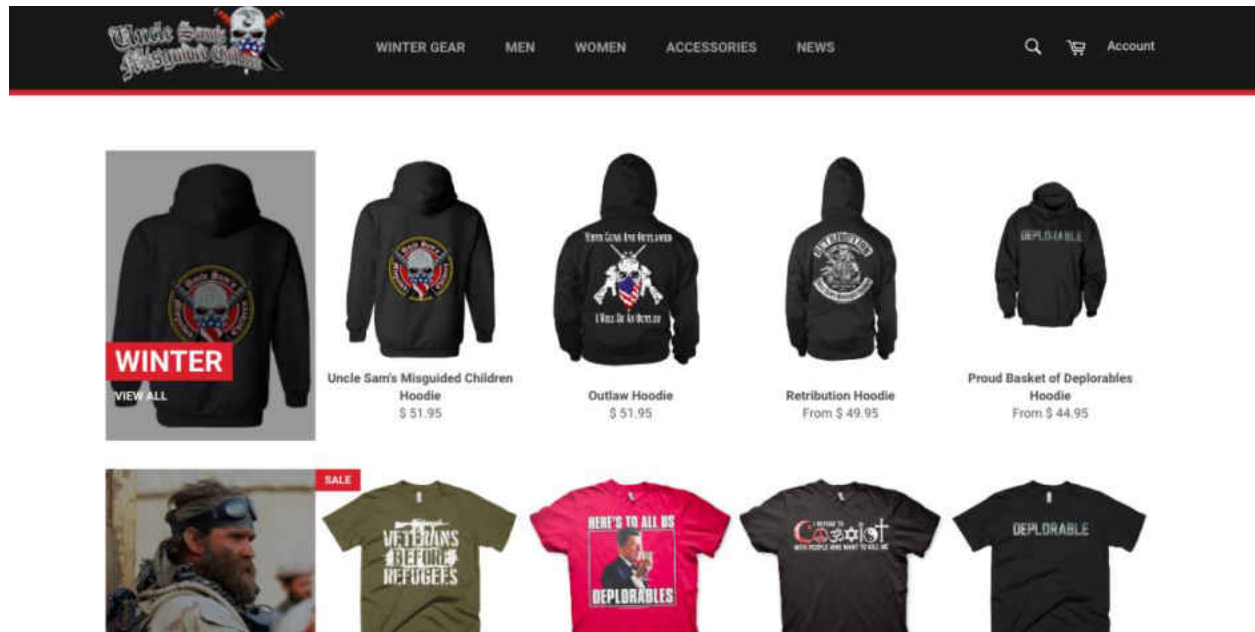 Uncle Sam's
Misguided Children
WINTER GEAR MEN WOMEN ACCESSORIES NEWS Account
WINTER
VIEW ALL
Uncle Sam's Misguided Children
Hoodie
$ 51.95
WHEN GUNS ARE OUTLAWED
I WILL BE AN OUTLAW
Outlaw Hoodie
$ 51.95
RETRIBUTION
Retribution Hoodie
From $ 49.95
DEPLORABLE
Proud Basket of Deplorables
Hoodie
From $ 44.95
SALE
VETERANS
BEFORE
REFUGEES
HERE'S TO ALL US
DEPLORABLES
I REFUSE TO
Coexist
WITH PEOPLE WHO WANT TO KILL ME
DEPLORABLE